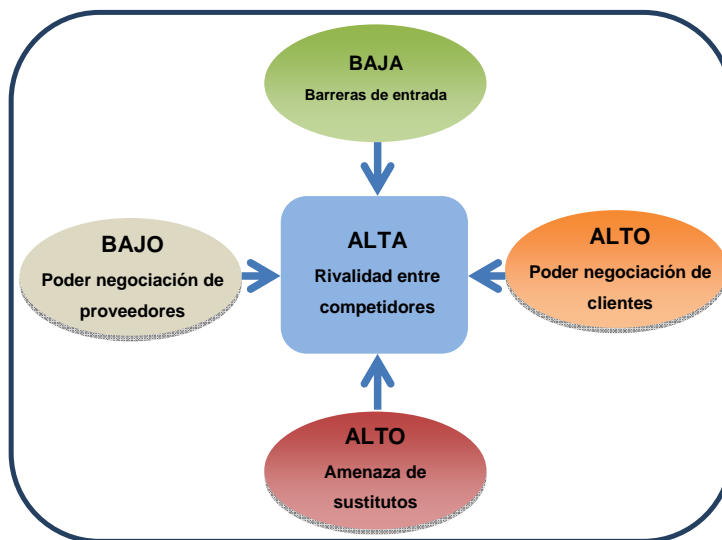 BAJA
Barreras de entrada
BAJO
Poder negociación de
proveedores
ALTA
Rivalidad entre
competidores
ALTO
Poder negociación de
clientes
ALTO
Amenaza de
sustitutos